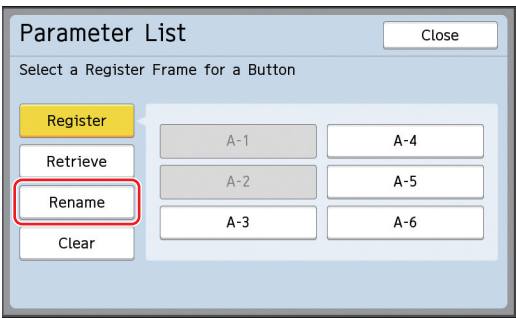 Parameter List
Close
Select a Register Frame for a Button
Register
Retrieve
Rename
Clear
A-1
A-4
A-2
A-5
A-3
A-6